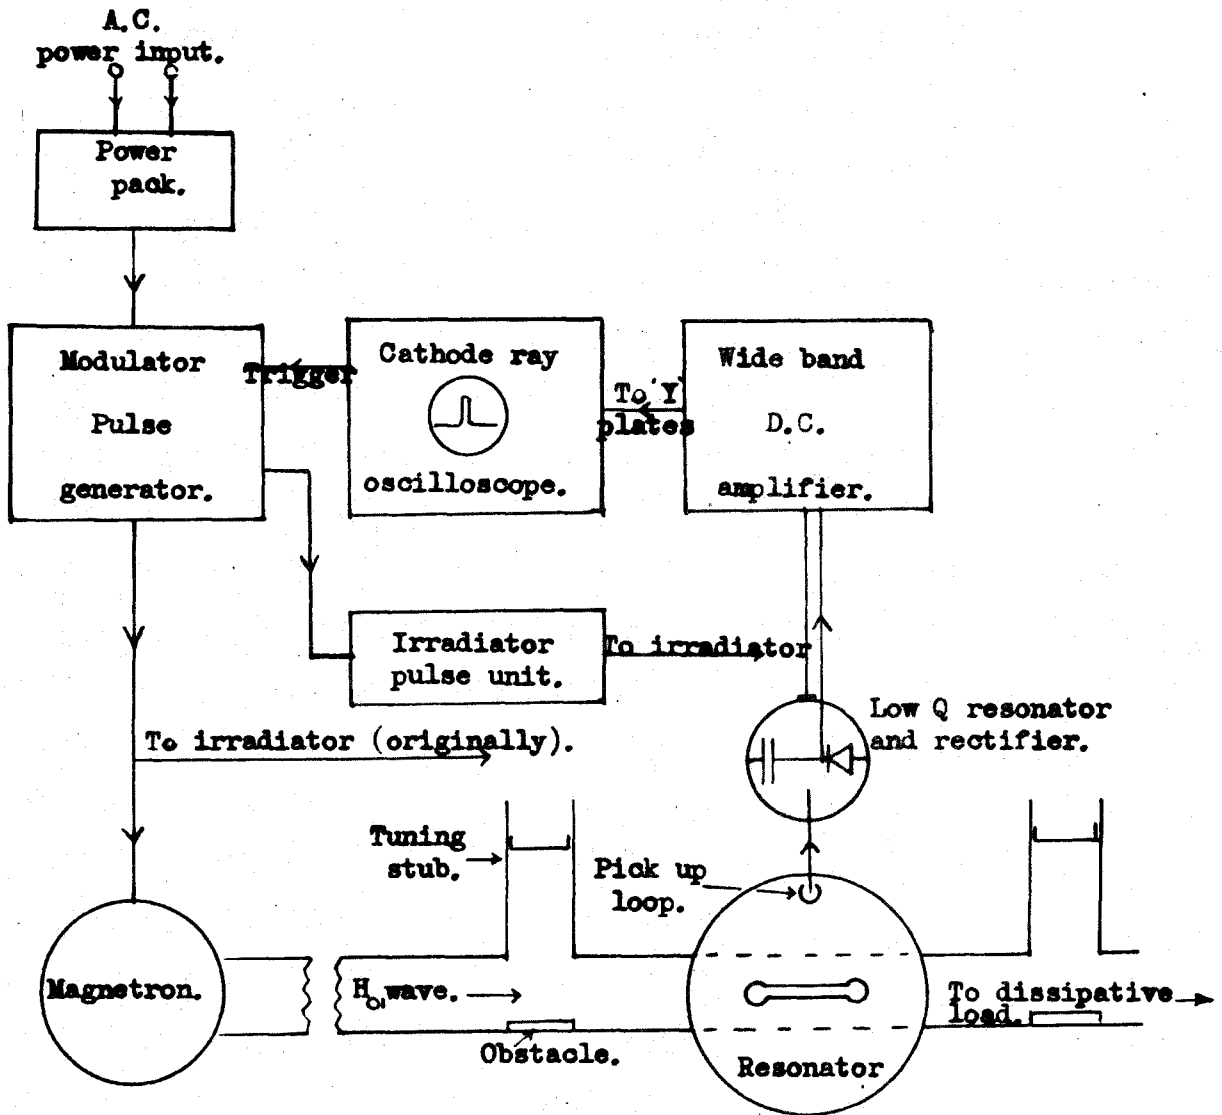 A.C.
power input.
Power
pack.
Modulator
Pulse
generator.
Trigger
Cathode ray
oscilloscope.
To 'Y'
plates
Wide band
D.C.
amplifier.
Irradiator
pulse unit.
To irradiator
To irradiator (originally).
Low Q resonator
and rectifier.
Tuning
stub.
Pick up
loop.
Magnetron.
H₀₁ wave.
Obstacle.
Resonator
To dissipative
load.